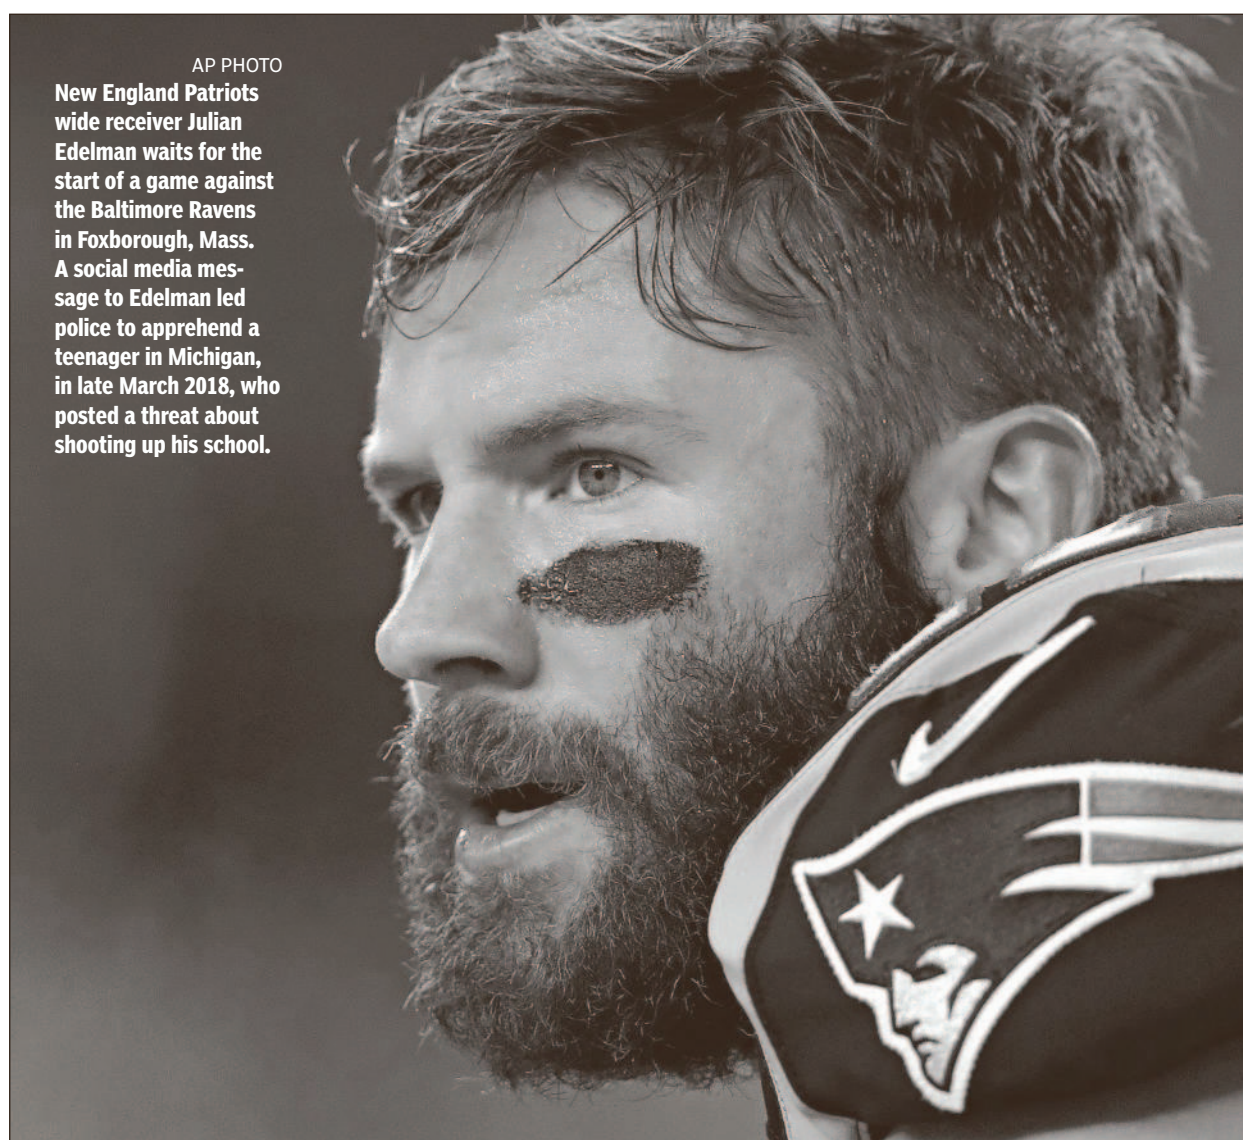 AP PHOTO
New England Patriots
wide receiver Julian
Edelman waits for the
start of a game against
the Baltimore Ravens
in Foxborough, Mass.
A social media mes-
sage to Edelman led
police to apprehend a
teenager in Michigan,
in late March 2018, who
posted a threat about
shooting up his school.